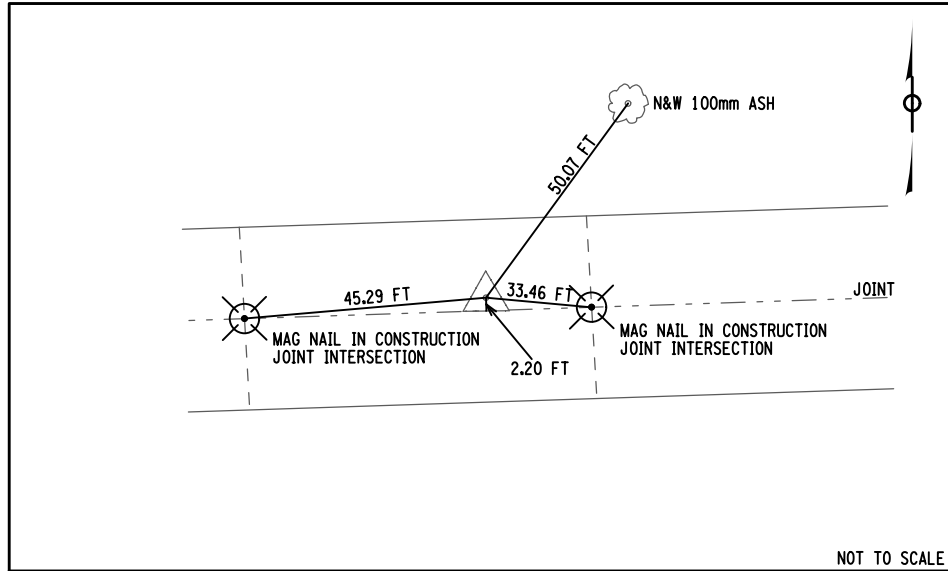 N&W 100mm ASH
50.07 FT
45.29 FT
33.46 FT
JOINT
MAG NAIL IN CONSTRUCTION
JOINT INTERSECTION
MAG NAIL IN CONSTRUCTION
JOINT INTERSECTION
2.20 FT
NOT TO SCALE